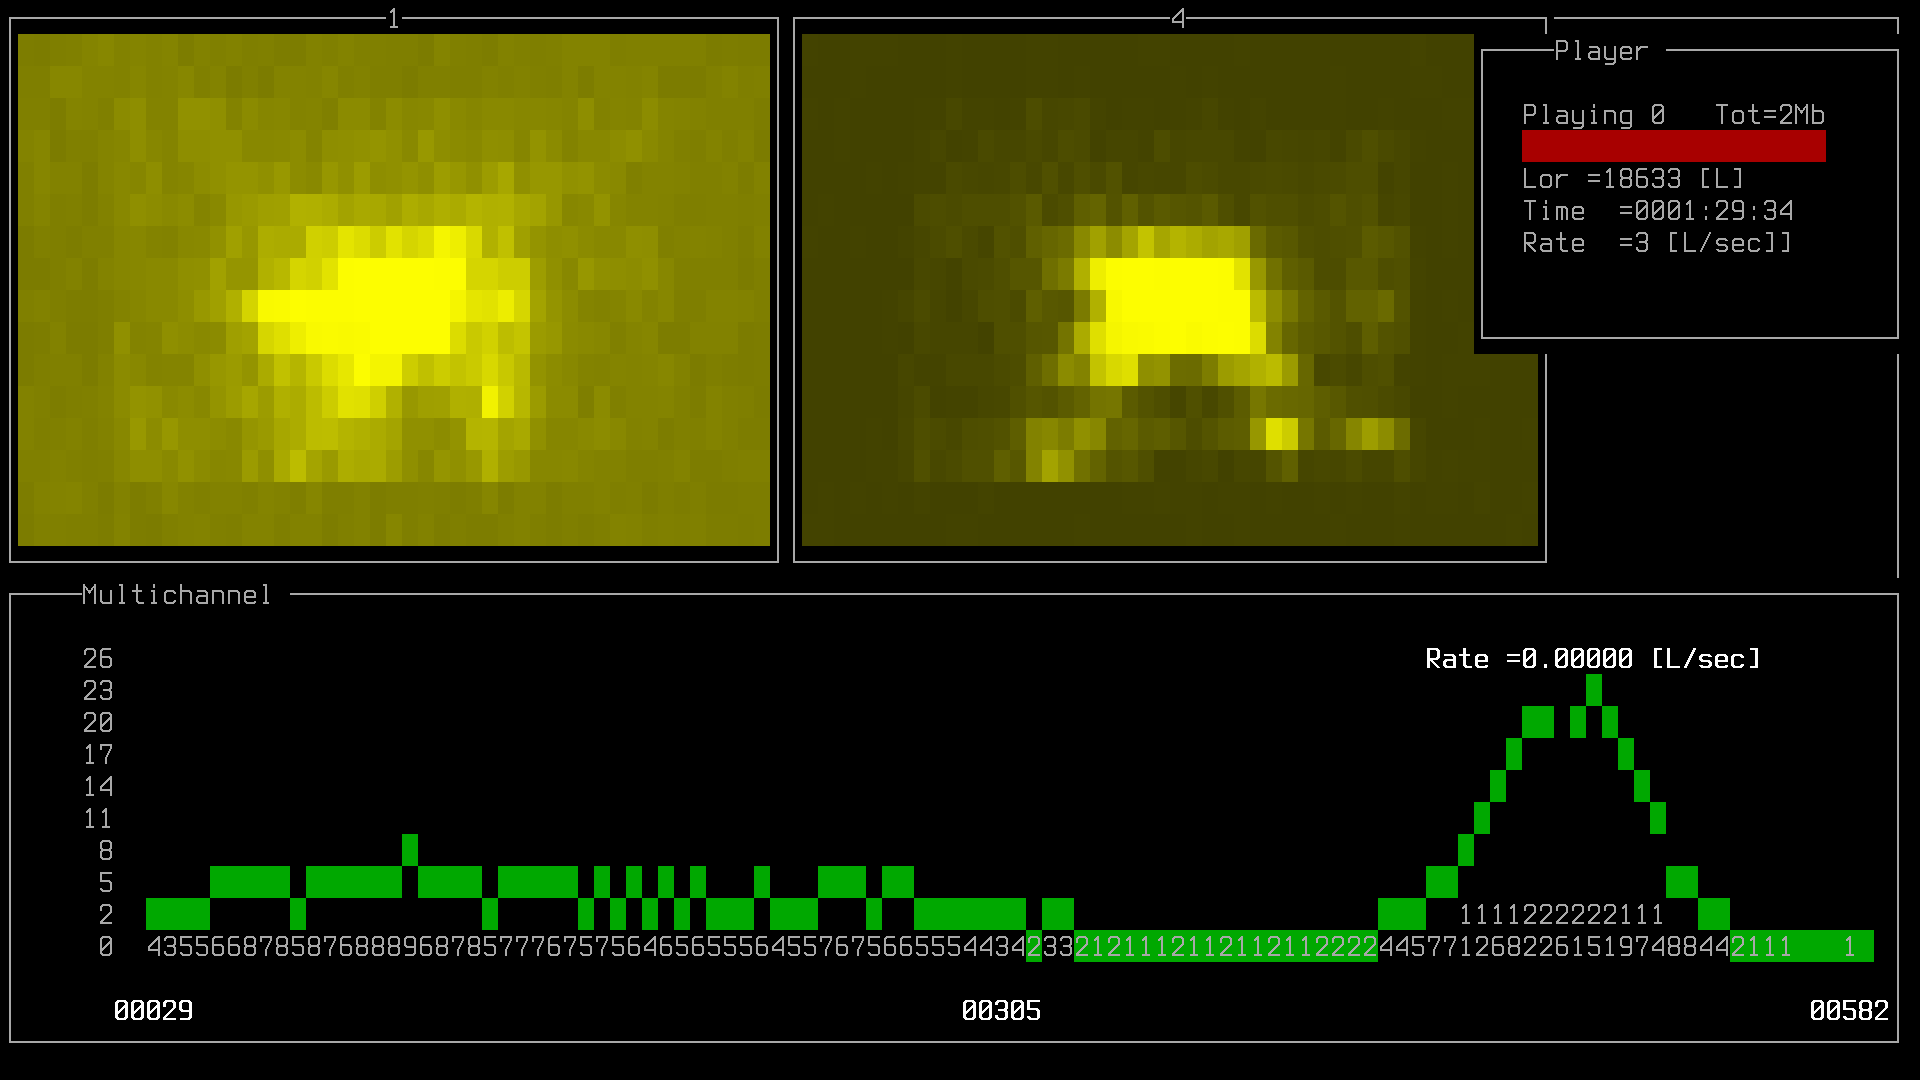 1
4
Player
Playing 0   Tot=2Mb
Lor =18633 [L]
Time  =0001:29:34
Rate  =3 [L/sec]]
Multichannel
Rate =0.00000 [L/sec]
26
23
20
17
14
11
8
5
2 1111222222111
0 4355668785876888968785777675756465655564557675665554434233212111211211211222244577126822615197488442111   1
00029 00305 00582